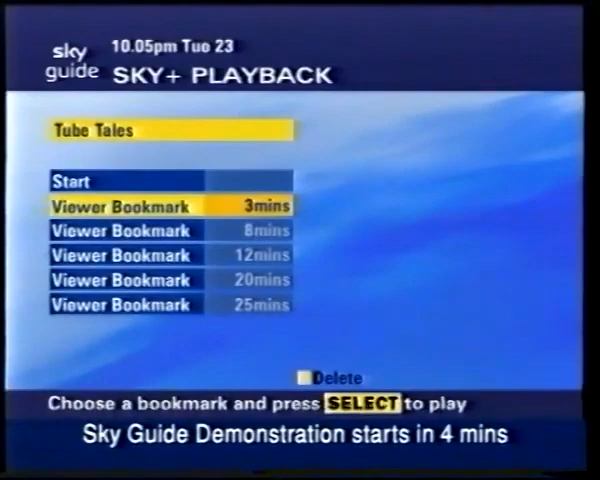 sky guide
10.05pm Tue 23
SKY+ PLAYBACK
Tube Tales
Start
Viewer Bookmark 3mins
Viewer Bookmark 8mins
Viewer Bookmark 12mins
Viewer Bookmark 20mins
Viewer Bookmark 25mins
Delete
Choose a bookmark and press SELECT to play
Sky Guide Demonstration starts in 4 mins